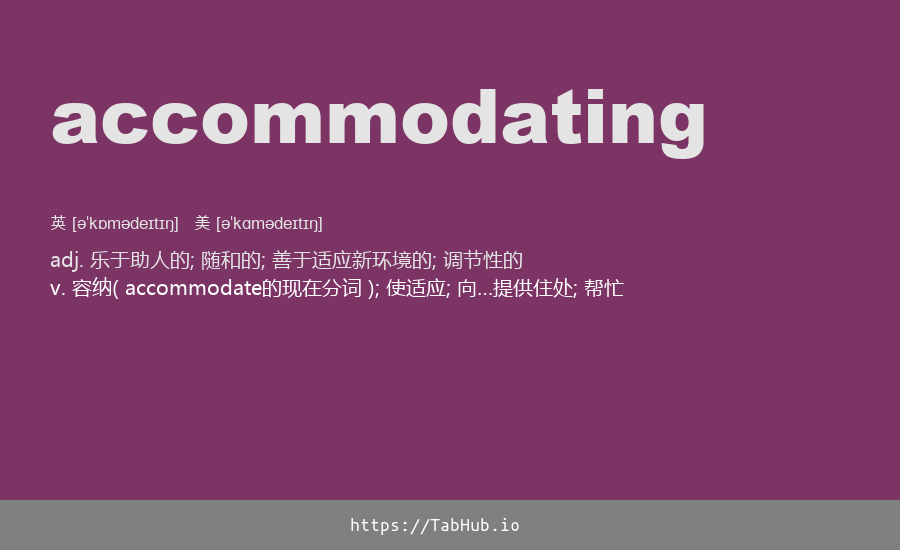 accommodating
英 [əˈkɒmədeɪtɪŋ] 美 [əˈkɑmədeɪtɪŋ]
adj. 乐于助人的; 随和的; 善于适应新环境的; 调节性的
v. 容纳( accommodate的现在分词 ); 使适应; 向…提供住处; 帮忙
https://TabHub.io